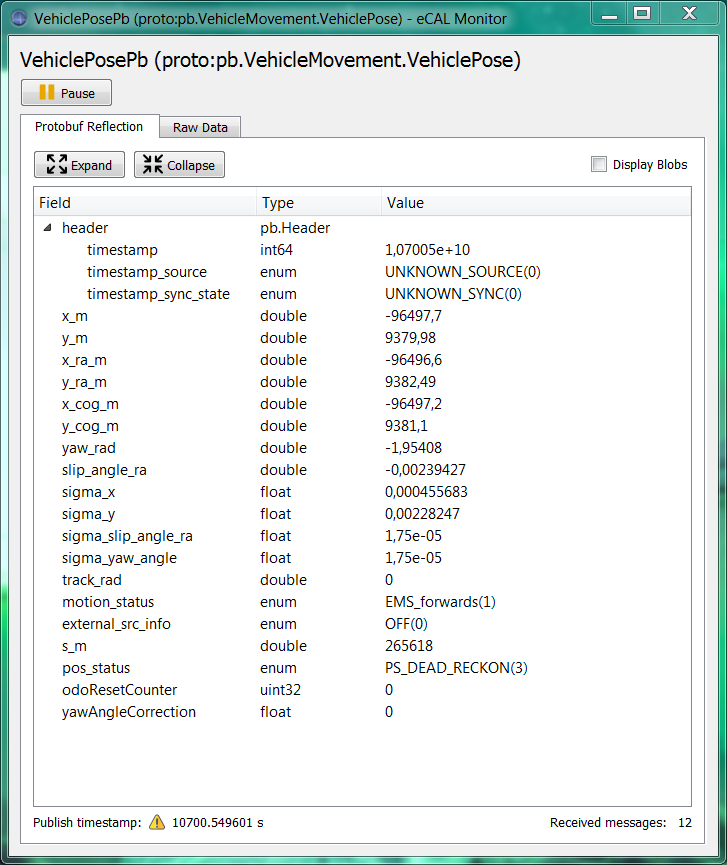 VehiclePosePb (proto:pb.VehicleMovement.VehiclePose) - eCAL Monitor
VehiclePosePb (proto:pb.VehicleMovement.VehiclePose)
Pause
Protobuf Reflection Raw Data
Expand Collapse Display Blobs
Field Type Value
header pb.Header
timestamp int64 1,07005e+10
timestamp_source enum UNKNOWN_SOURCE(0)
timestamp_sync_state enum UNKNOWN_SYNC(0)
x_m double -96497,7
y_m double 9379,98
x_ra_m double -96496,6
y_ra_m double 9382,49
x_cog_m double -96497,2
y_cog_m double 9381,1
yaw_rad double -1,95408
slip_angle_ra double -0,00239427
sigma_x float 0,000455683
sigma_y float 0,00228247
sigma_slip_angle_ra float 1,75e-05
sigma_yaw_angle float 1,75e-05
track_rad double 0
motion_status enum EMS_forwards(1)
external_src_info enum OFF(0)
s_m double 265618
pos_status enum PS_DEAD_RECKON(3)
odoResetCounter uint32 0
yawAngleCorrection float 0
Publish timestamp: 10700.549601 s Received messages: 12